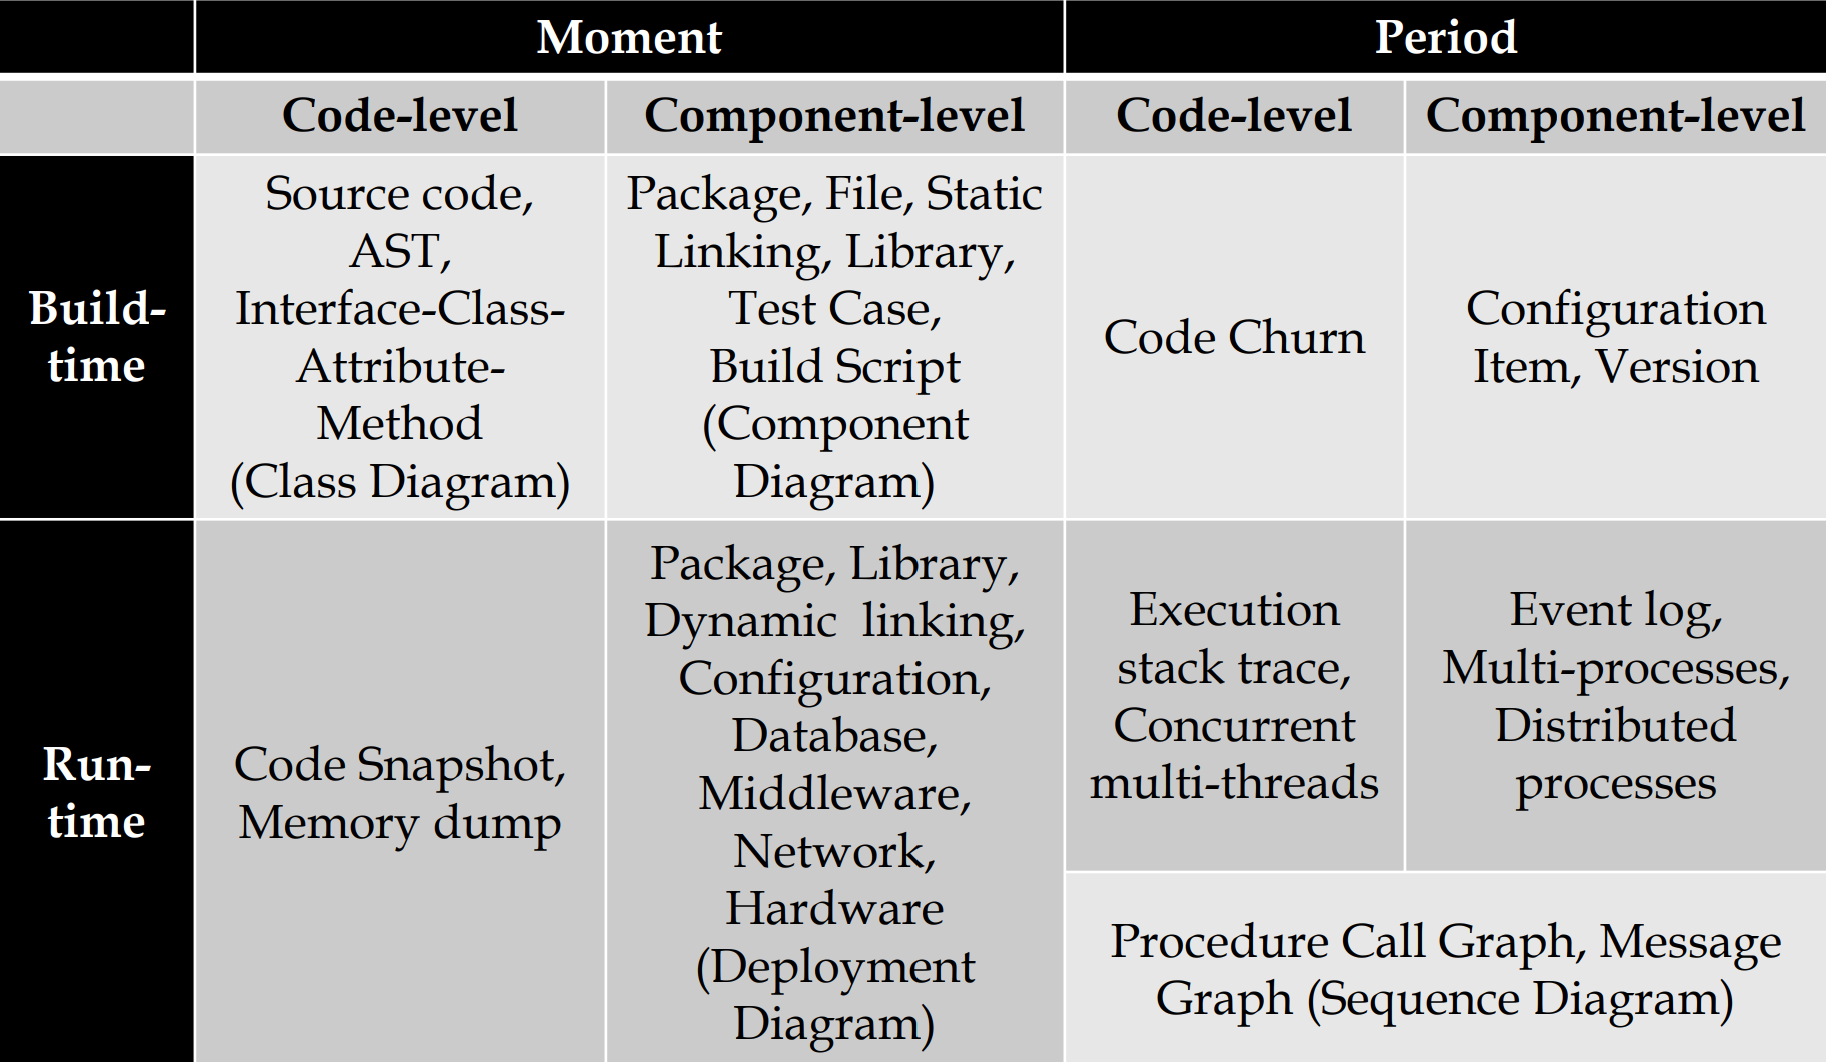 Moment
Period
Code-level
Component-level
Code-level
Component-level
Build-
time
Source code,
AST,
Interface-Class-
Attribute-
Method
(Class Diagram)
Package, File, Static
Linking, Library,
Test Case,
Build Script
(Component
Diagram)
Code Churn
Configuration
Item, Version
Run-
time
Code Snapshot,
Memory dump
Package, Library,
Dynamic linking,
Configuration,
Database,
Middleware,
Network,
Hardware
(Deployment
Diagram)
Execution
stack trace,
Concurrent
multi-threads
Event log,
Multi-processes,
Distributed
processes
Procedure Call Graph, Message
Graph (Sequence Diagram)